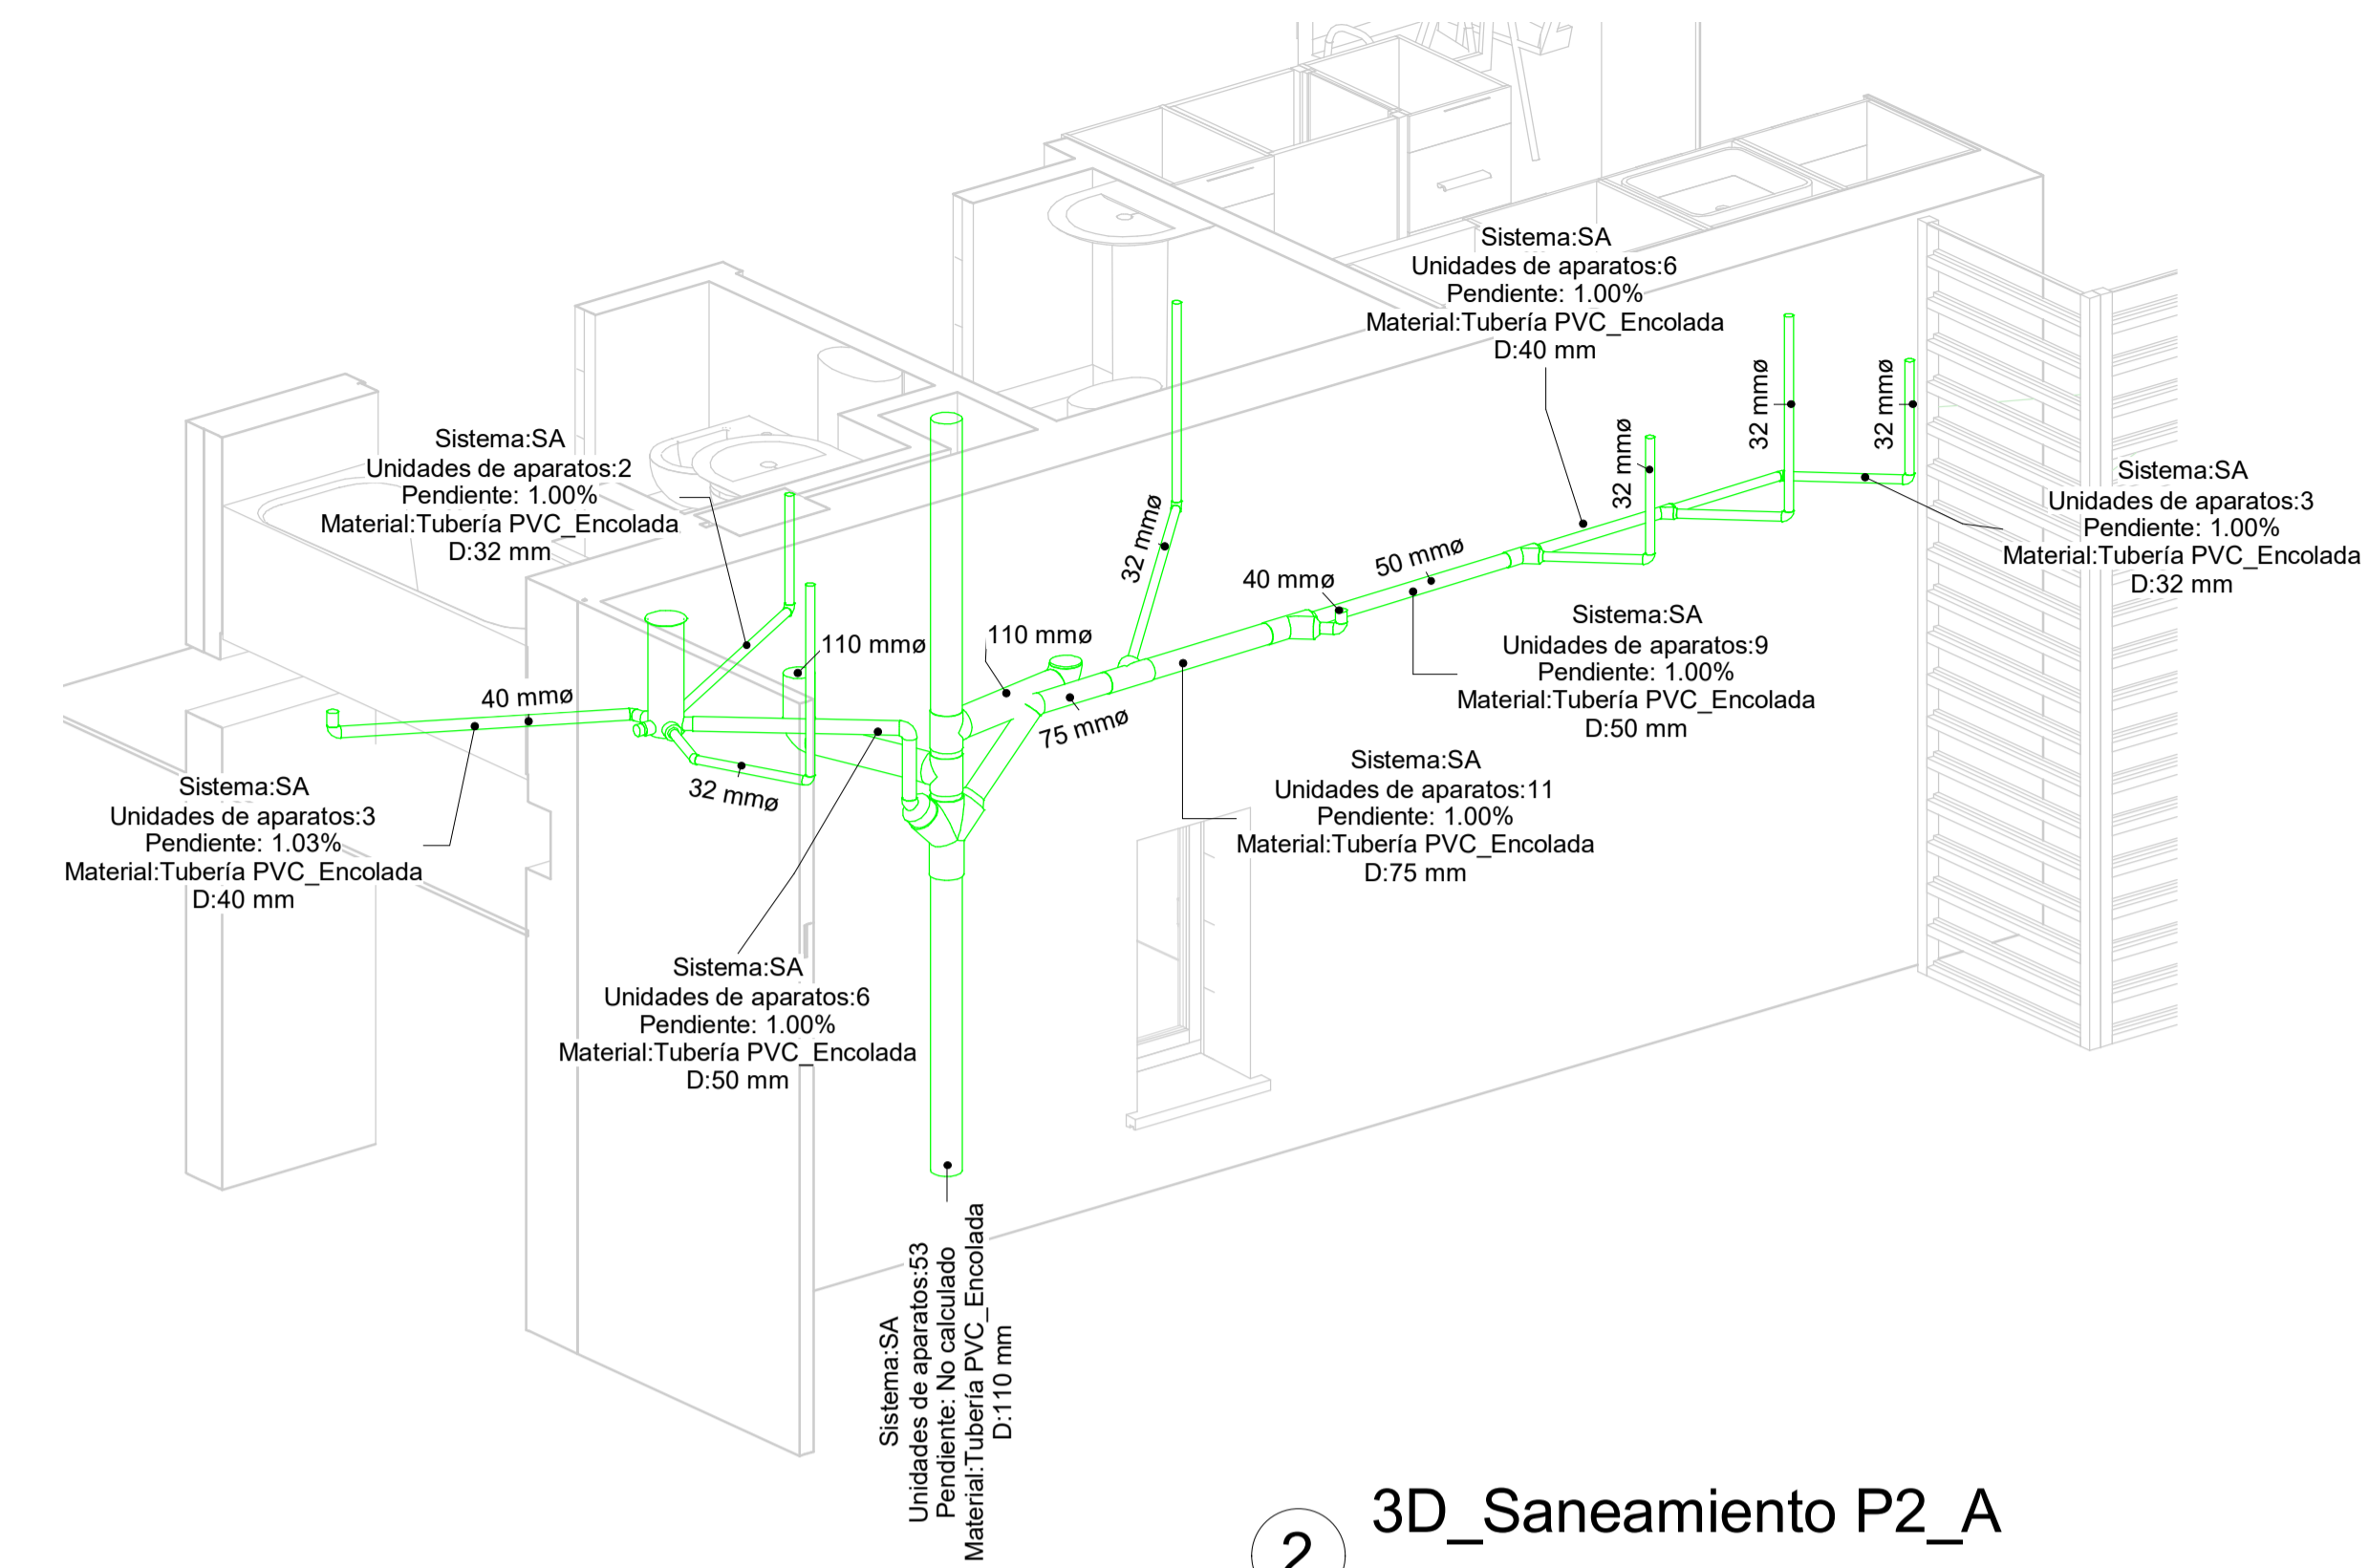 Sistema:SA
Unidades de aparatos:6
Pendiente: 1.00%
Material:Tubería PVC_Encolada
D:40 mm
Sistema:SA
Unidades de aparatos:2
Pendiente: 1.00%
Material:Tubería PVC_Encolada
D:32 mm
32 mmø
32 mmø
32 mmø
Sistema:SA
Unidades de aparatos:3
Pendiente: 1.00%
Material:Tubería PVC_Encolada
D:32 mm
32 mmø
50 mmø
40 mmø
110 mmø
110 mmø
40 mmø
75 mmø
32 mmø
Sistema:SA
Unidades de aparatos:9
Pendiente: 1.00%
Material:Tubería PVC_Encolada
D:50 mm
Sistema:SA
Unidades de aparatos:11
Pendiente: 1.00%
Material:Tubería PVC_Encolada
D:75 mm
Sistema:SA
Unidades de aparatos:3
Pendiente: 1.03%
Material:Tubería PVC_Encolada
D:40 mm
Sistema:SA
Unidades de aparatos:6
Pendiente: 1.00%
Material:Tubería PVC_Encolada
D:50 mm
Sistema:SA
Unidades de aparatos:53
Pendiente: No calculado
Material:Tubería PVC_Encolada
D:110 mm
2
3D_Saneamiento P2_A